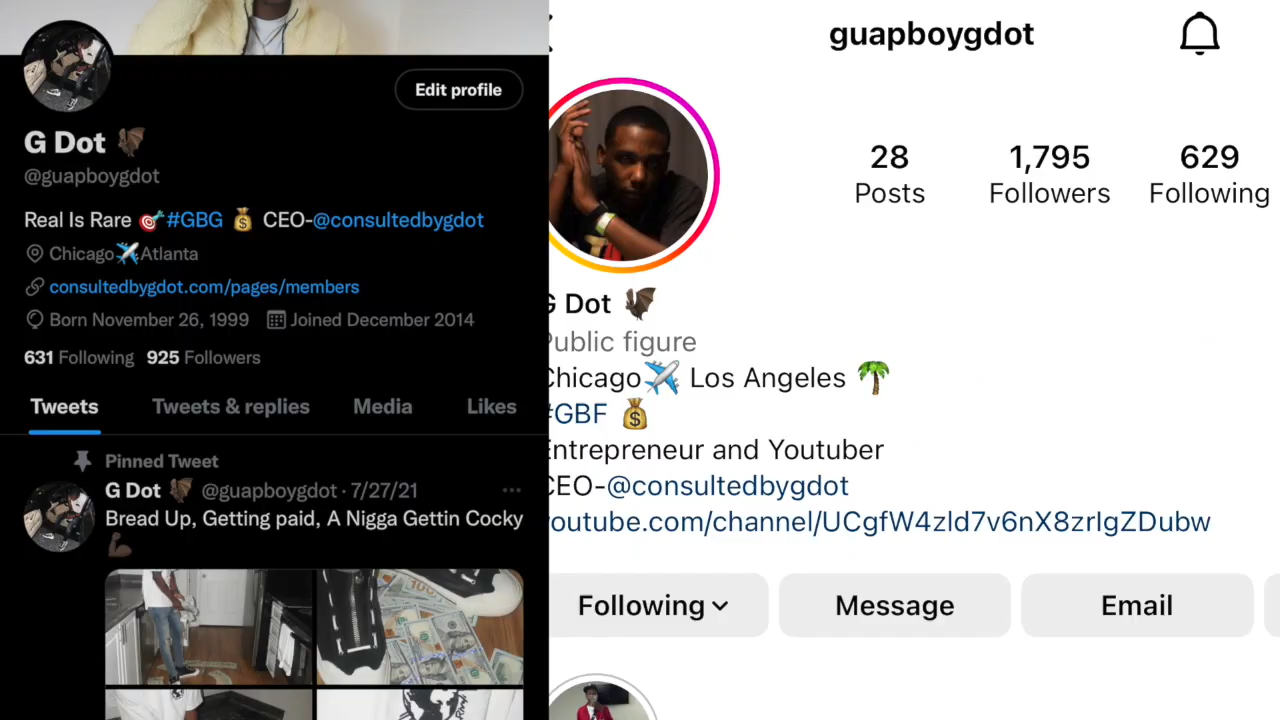 Edit profile
G Dot 🦇
@guapboygdot
Real Is Rare 🎯#GBG 💰 CEO-@consultedbygdot
Chicago✈️Atlanta
consultedbygdot.com/pages/members
Born November 26, 1999 Joined December 2014
631 Following 925 Followers
Tweets Tweets & replies Media Likes
Pinned Tweet
G Dot 🦇 @guapboygdot · 7/27/21 ...
Bread Up, Getting paid, A Nigga Gettin Cocky
💪🏿
guapboygdot
28 1,795 629
Posts Followers Following
G Dot 🦇
Public figure
Chicago✈️ Los Angeles 🌴
#GBF 💰
Entrepreneur and Youtuber
CEO-@consultedbygdot
youtube.com/channel/UCgfW4zld7v6nX8zrIgZDubw
Following Message Email